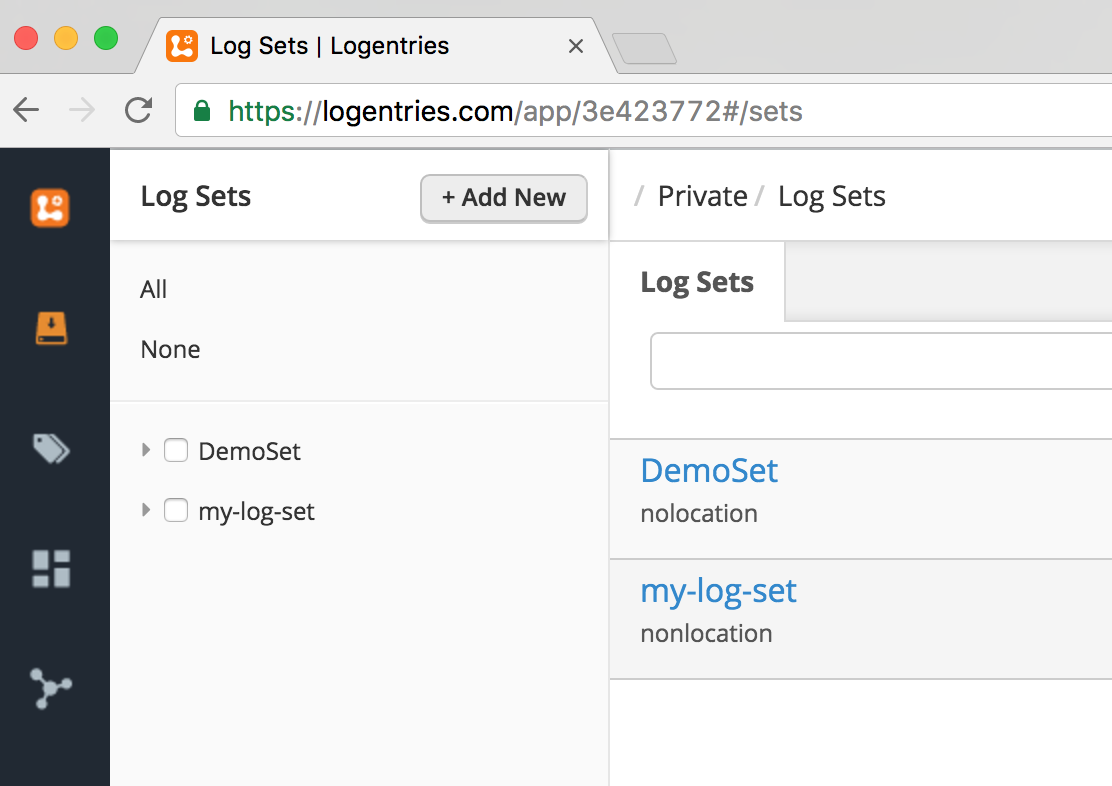 Log Sets | Logentries
https://logentries.com/app/3e423772#/sets
Log Sets
+ Add New
/ Private / Log Sets
All
None
DemoSet
my-log-set
Log Sets
DemoSet
nolocation
my-log-set
nonlocation